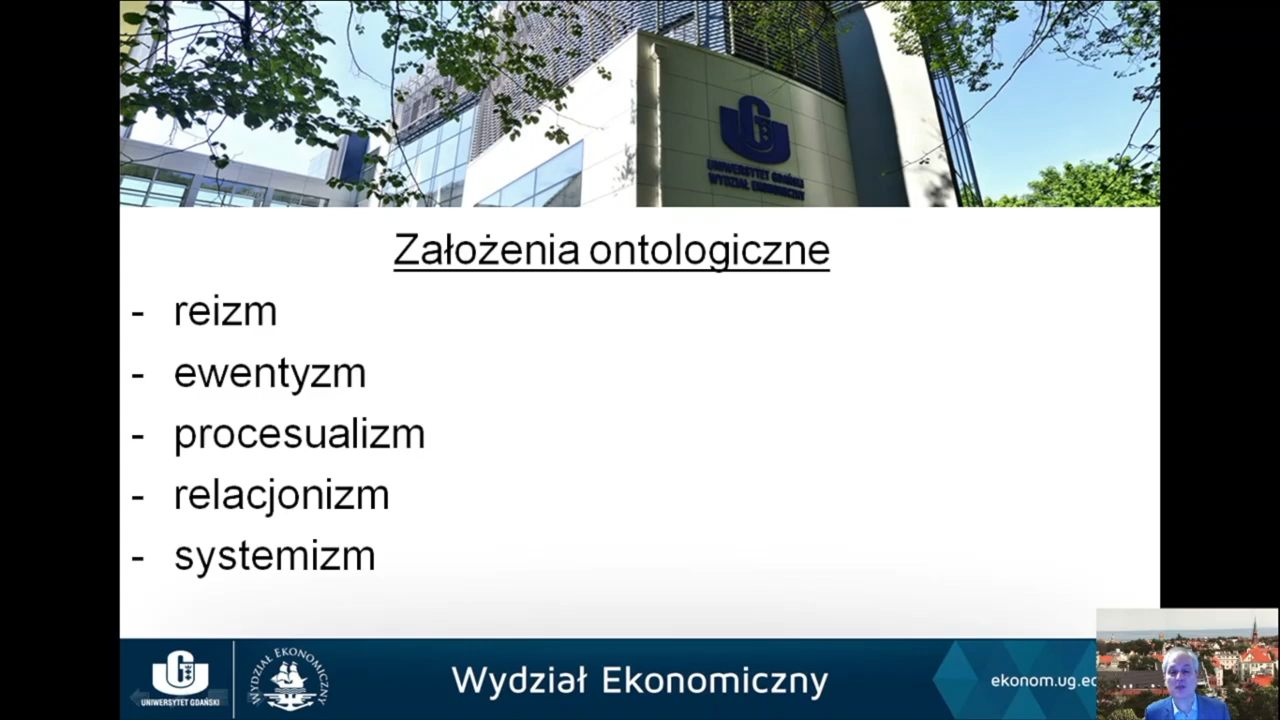 UNIWERSYTET GDAŃSKI
WYDZIAŁ EKONOMICZNY
Założenia ontologiczne
- reizm
- ewentyzm
- procesualizm
- relacjonizm
- systemizm
UNIWERSYTET GDAŃSKI
WYDZIAŁ EKONOMICZNY
Wydział Ekonomiczny
ekonom.ug.ec